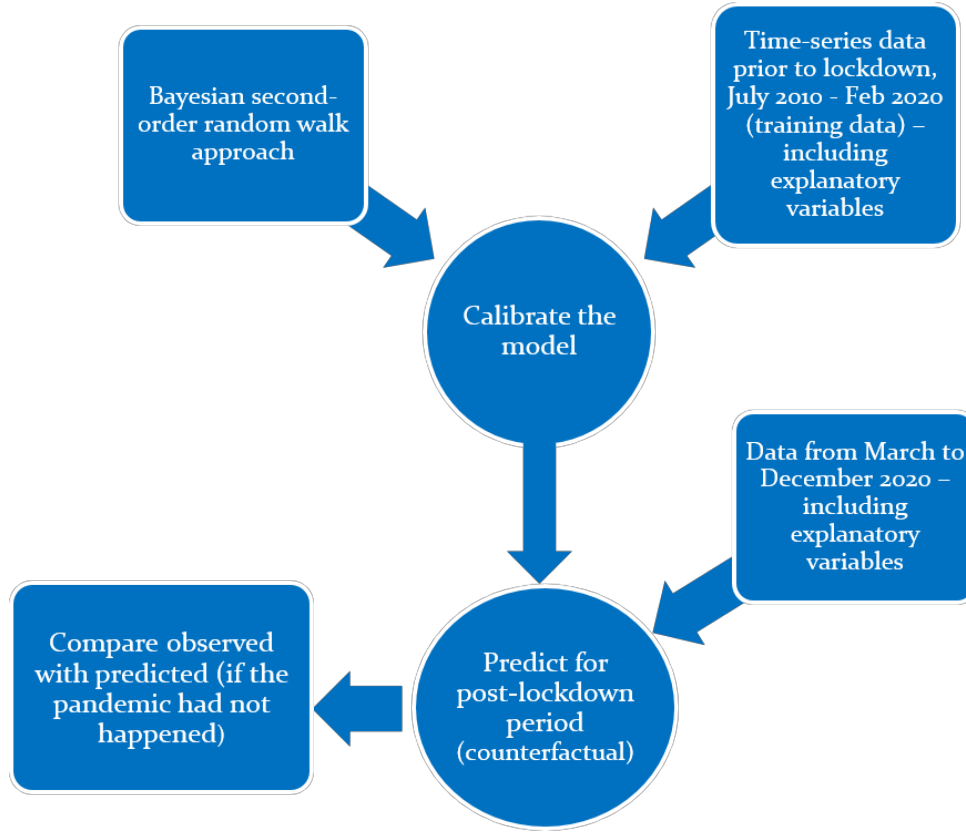 Bayesian second-
order random walk
approach
Time-series data
prior to lockdown,
July 2010 - Feb 2020
(training data) –
including
explanatory
variables
Calibrate the
model
Data from March to
December 2020 –
including
explanatory
variables
Compare observed
with predicted (if the
pandemic had not
happened)
Predict for
post-lockdown
period
(counterfactual)